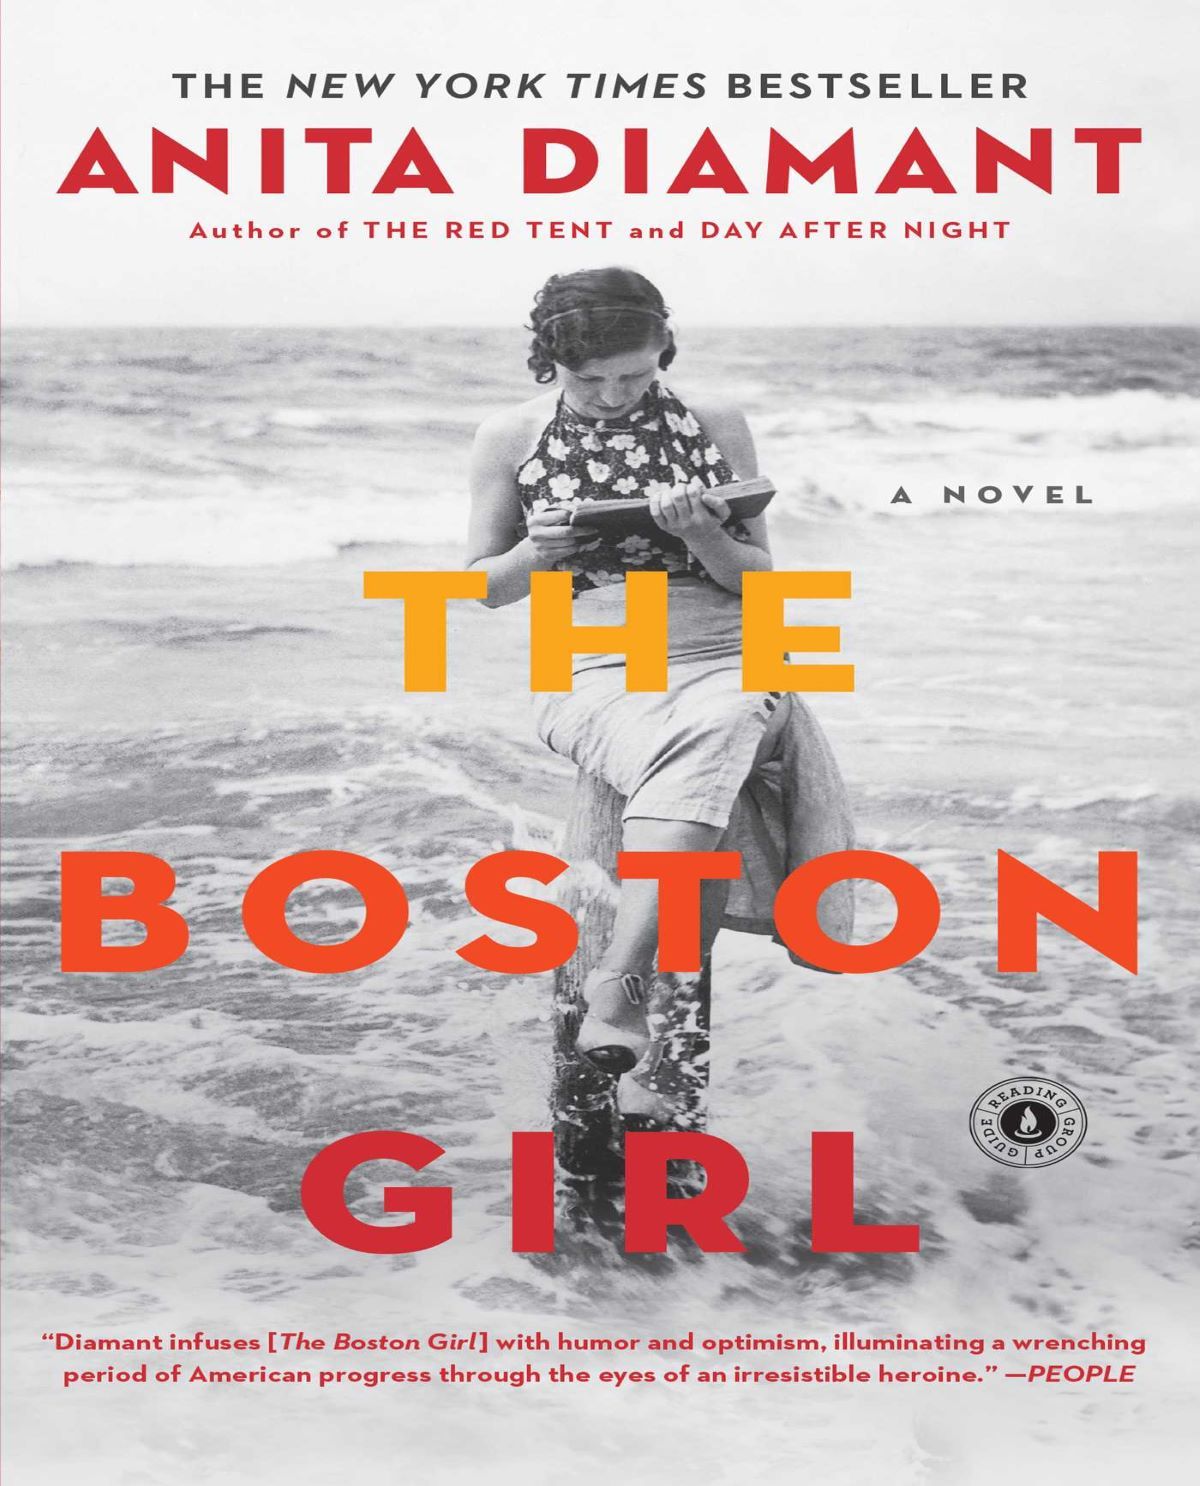 THE NEW YORK TIMES BESTSELLER
ANITA DIAMANT
Author of THE RED TENT and DAY AFTER NIGHT
A NOVEL
THE
BOSTON
GIRL
READING GROUP GUIDE
“Diamant infuses [The Boston Girl] with humor and optimism, illuminating a wrenching
period of American progress through the eyes of an irresistible heroine.” —PEOPLE